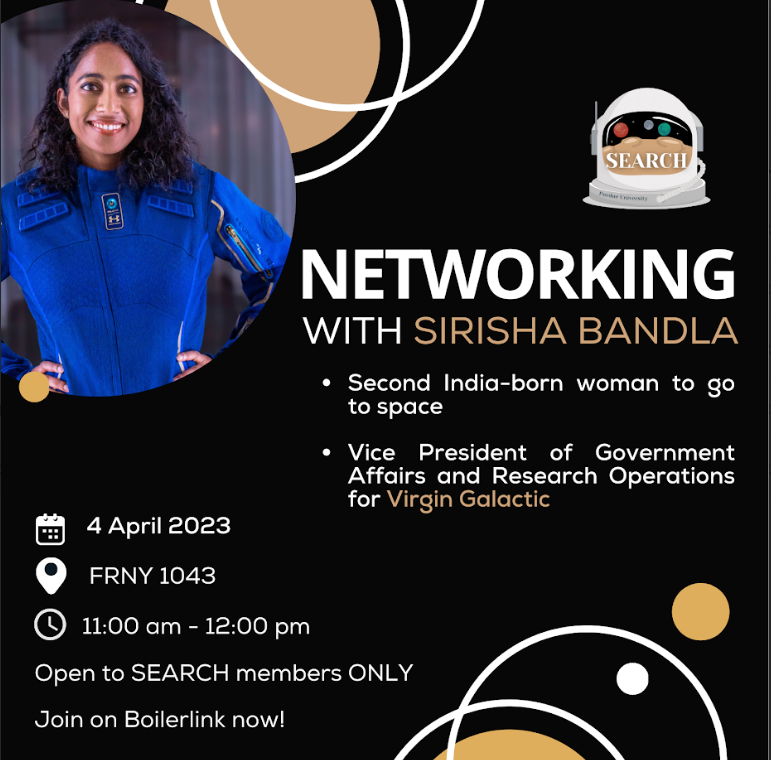 SEARCH
Purdue University
NETWORKING
WITH SIRISHA BANDLA
• Second India-born woman to go
to space
• Vice President of Government
Affairs and Research Operations
for Virgin Galactic
4 April 2023
FRNY 1043
11:00 am - 12:00 pm
Open to SEARCH members ONLY
Join on Boilerlink now!